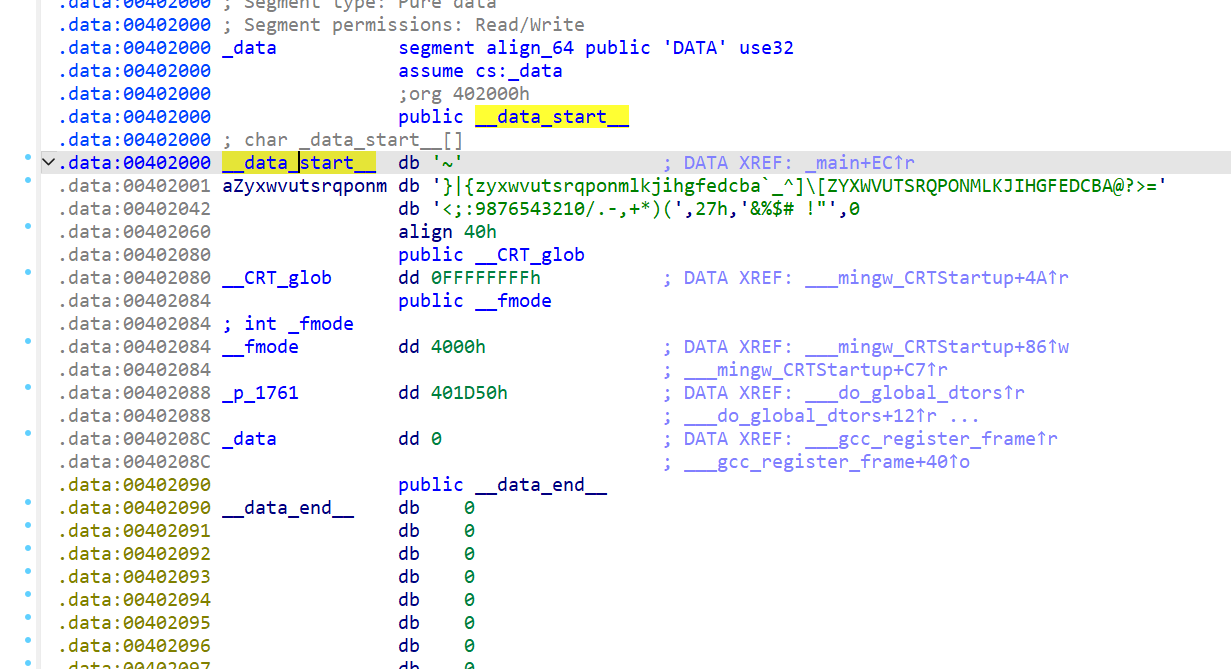 .data:00402000 ; Segment type: Pure data
.data:00402000 ; Segment permissions: Read/Write
.data:00402000 _data           segment align_64 public 'DATA' use32
.data:00402000                 assume cs:_data
.data:00402000                 ;org 402000h
.data:00402000                 public __data_start__
.data:00402000 ; char _data_start__[]
.data:00402000 __data_start__  db '~'                  ; DATA XREF: _main+EC↑r
.data:00402001 aZyxwvutsrqponm db '}|{zyxwvutsrqponmlkjihgfedcba`_^]\[ZYXWVUTSRQPONMLKJIHGFEDCBA@?>='
.data:00402042                 db '<;:9876543210/.-,+*)(',27h,'&%$# !"',0
.data:00402060                 align 40h
.data:00402080                 public __CRT_glob
.data:00402080 __CRT_glob      dd 0FFFFFFFFh           ; DATA XREF: ___mingw_CRTStartup+4A↑r
.data:00402084                 public __fmode
.data:00402084 ; int _fmode
.data:00402084 __fmode         dd 4000h                ; DATA XREF: ___mingw_CRTStartup+86↑w
.data:00402084                                         ; ___mingw_CRTStartup+C7↑r
.data:00402088 _p_1761         dd 401D50h              ; DATA XREF: ___do_global_dtors↑r
.data:00402088                                         ; ___do_global_dtors+12↑r ...
.data:0040208C _data           dd 0                    ; DATA XREF: ___gcc_register_frame↑r
.data:0040208C                                         ; ___gcc_register_frame+40↑o
.data:00402090                 public __data_end__
.data:00402090 __data_end__    db    0
.data:00402091                 db    0
.data:00402092                 db    0
.data:00402093                 db    0
.data:00402094                 db    0
.data:00402095                 db    0
.data:00402096                 db    0
.data:00402097                 db    0